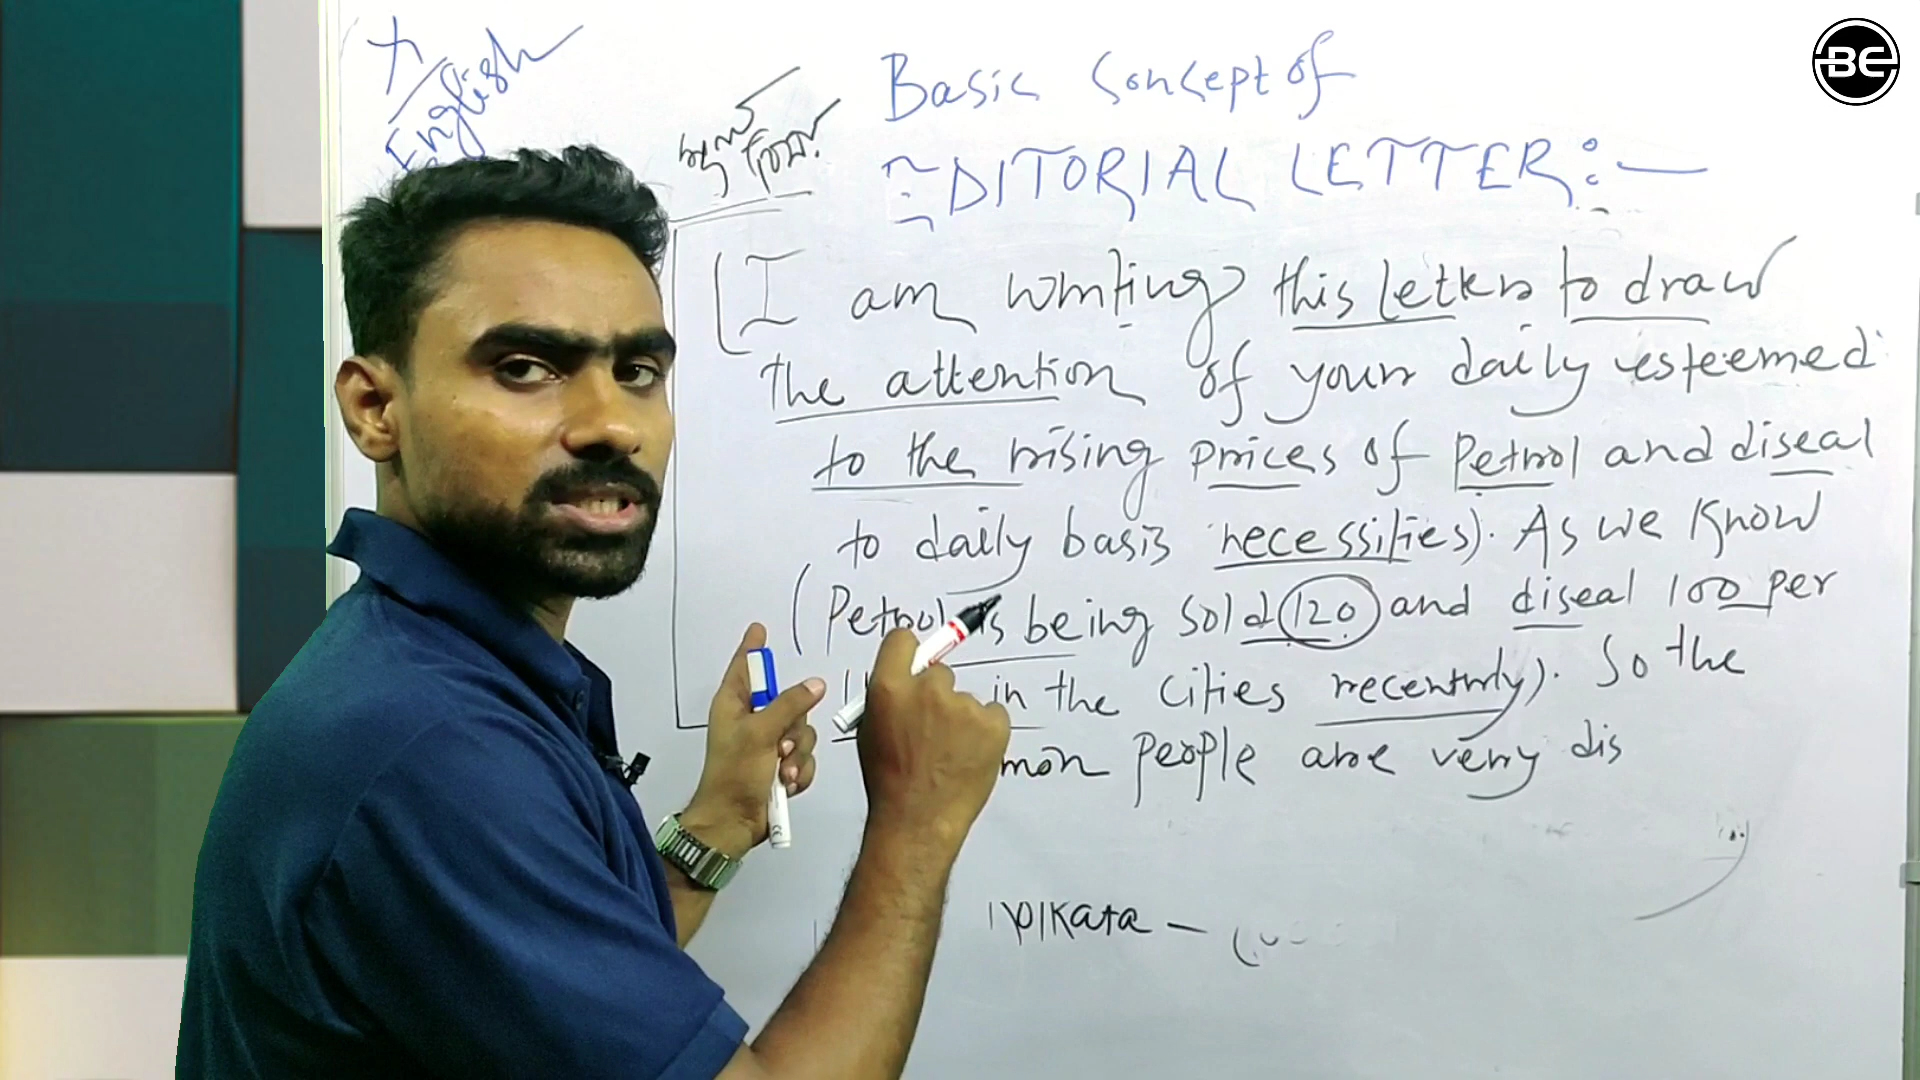 BE
English
Basic Concept of
EDITORIAL LETTER:—
(I am writing this letter to draw
the attention of your daily esteemed
to the rising prices of Petrol and diseal
to daily basis necessities). As we know
(Petrol is being sold 120 and diseal 100 per
in the cities recently). So the
mon people are very dis
Kolkata —